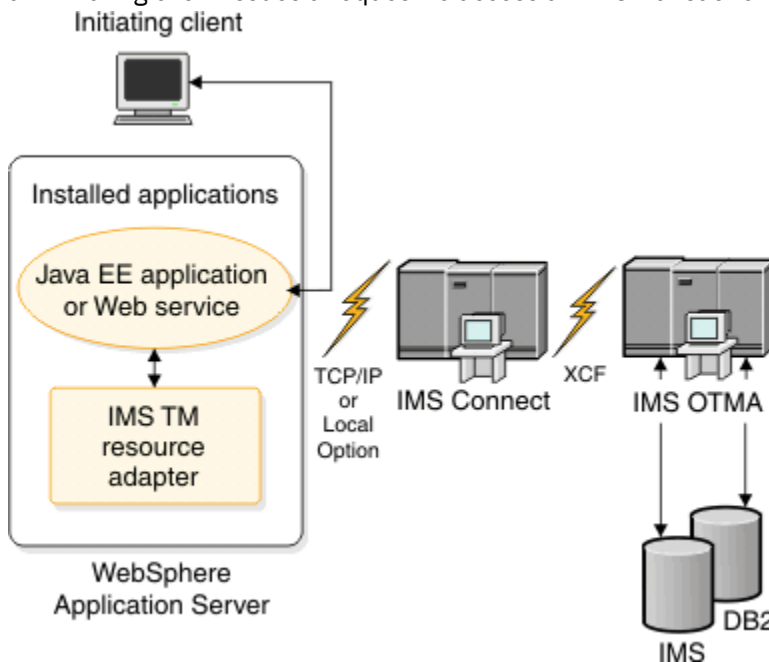 Initiating client
Installed applications
Java EE application
or Web service
IMS TM
resource
adapter
WebSphere
Application Server
TCP/IP
or
Local
Option
IMS Connect
XCF
IMS OTMA
DB2
IMS